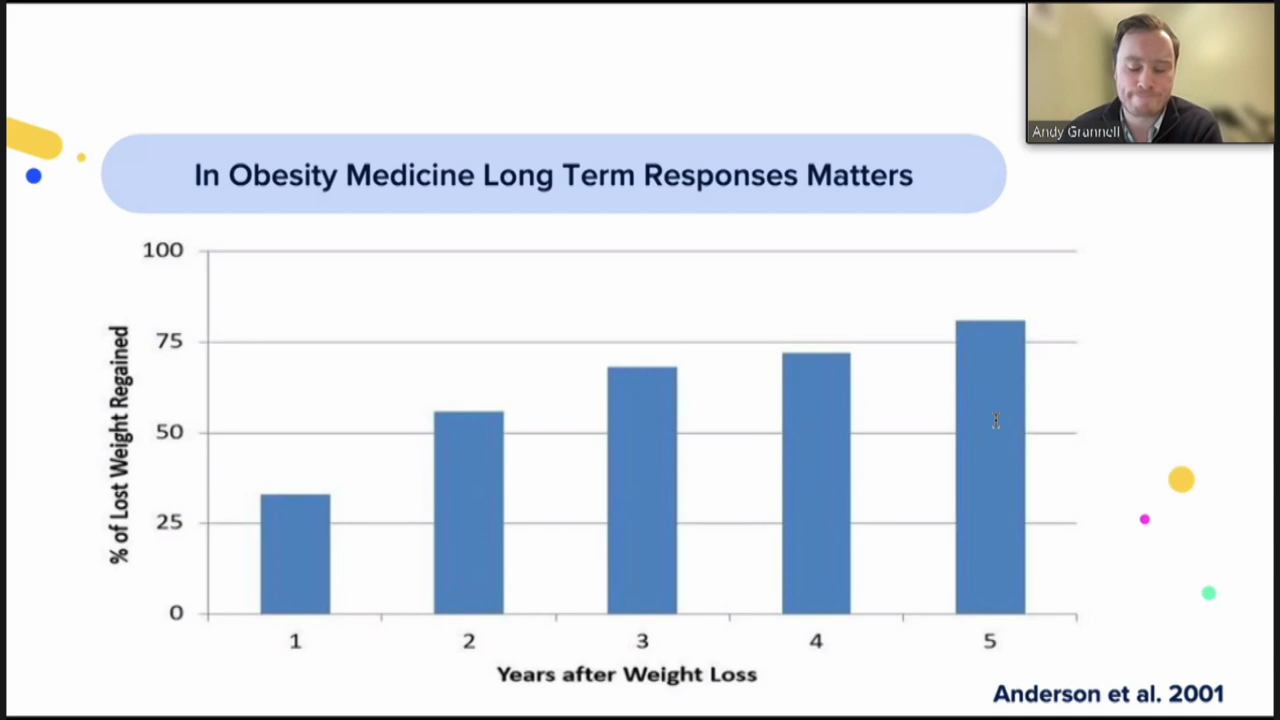 Andy Grannell
In Obesity Medicine Long Term Responses Matters
100
75
50
25
0
% of Lost Weight Regained
1 2 3 4 5
Years after Weight Loss
Anderson et al. 2001